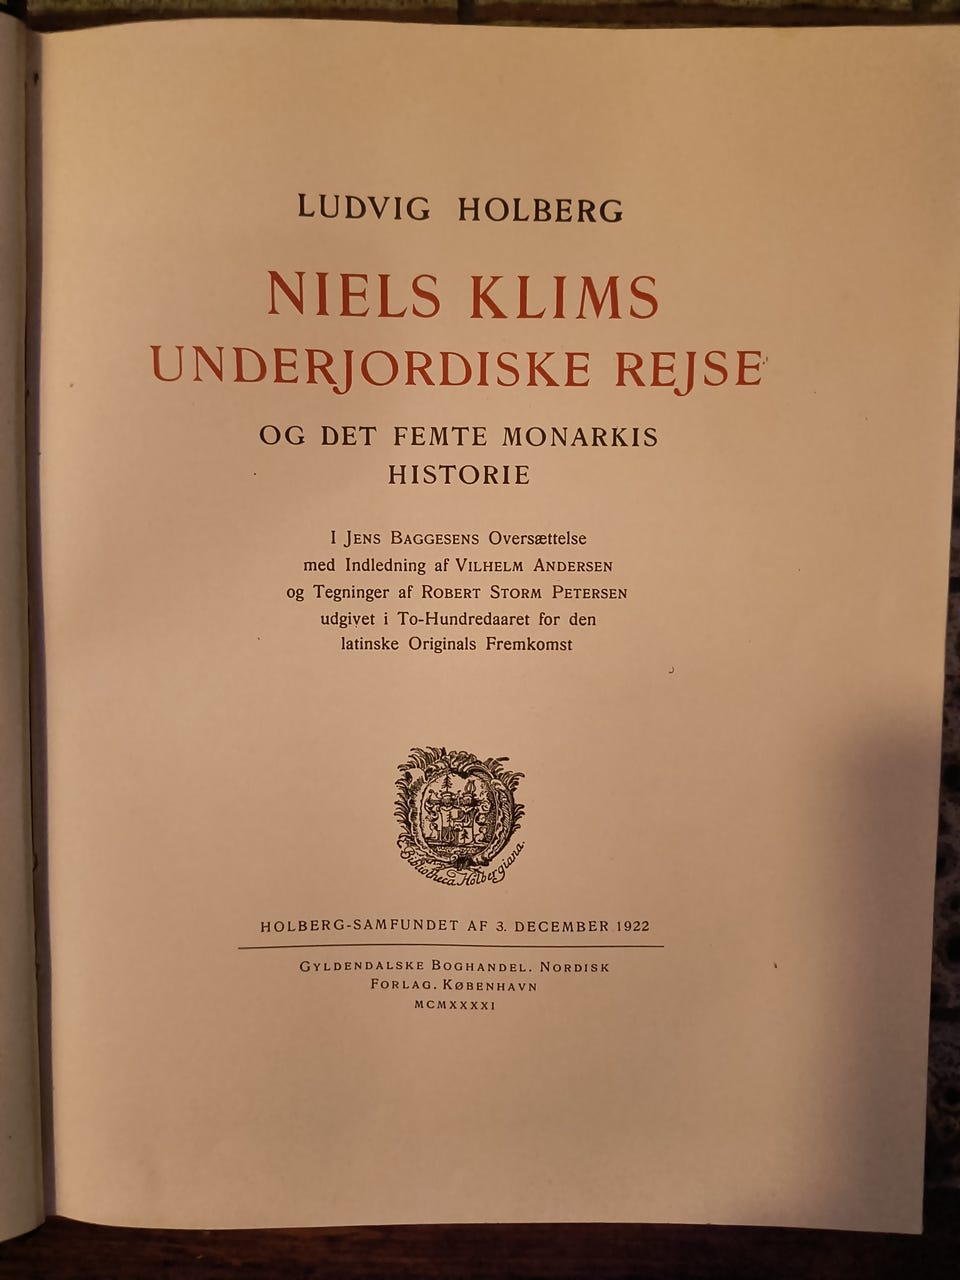 LUDVIG HOLBERG
NIELS KLIMS
UNDERJORDISKE REJSE
OG DET FEMTE MONARKIS
HISTORIE
I JENS BAGGESENS Oversættelse
med Indledning af VILHELM ANDERSEN
og Tegninger af ROBERT STORM PETERSEN
udgivet i To-Hundredaaret for den
latinske Originals Fremkomst
Bibliotheca Holbergiana.
HOLBERG-SAMFUNDET AF 3. DECEMBER 1922
GYLDENDALSKE BOGHANDEL. NORDISK
FORLAG. KØBENHAVN
MCMXXXXI